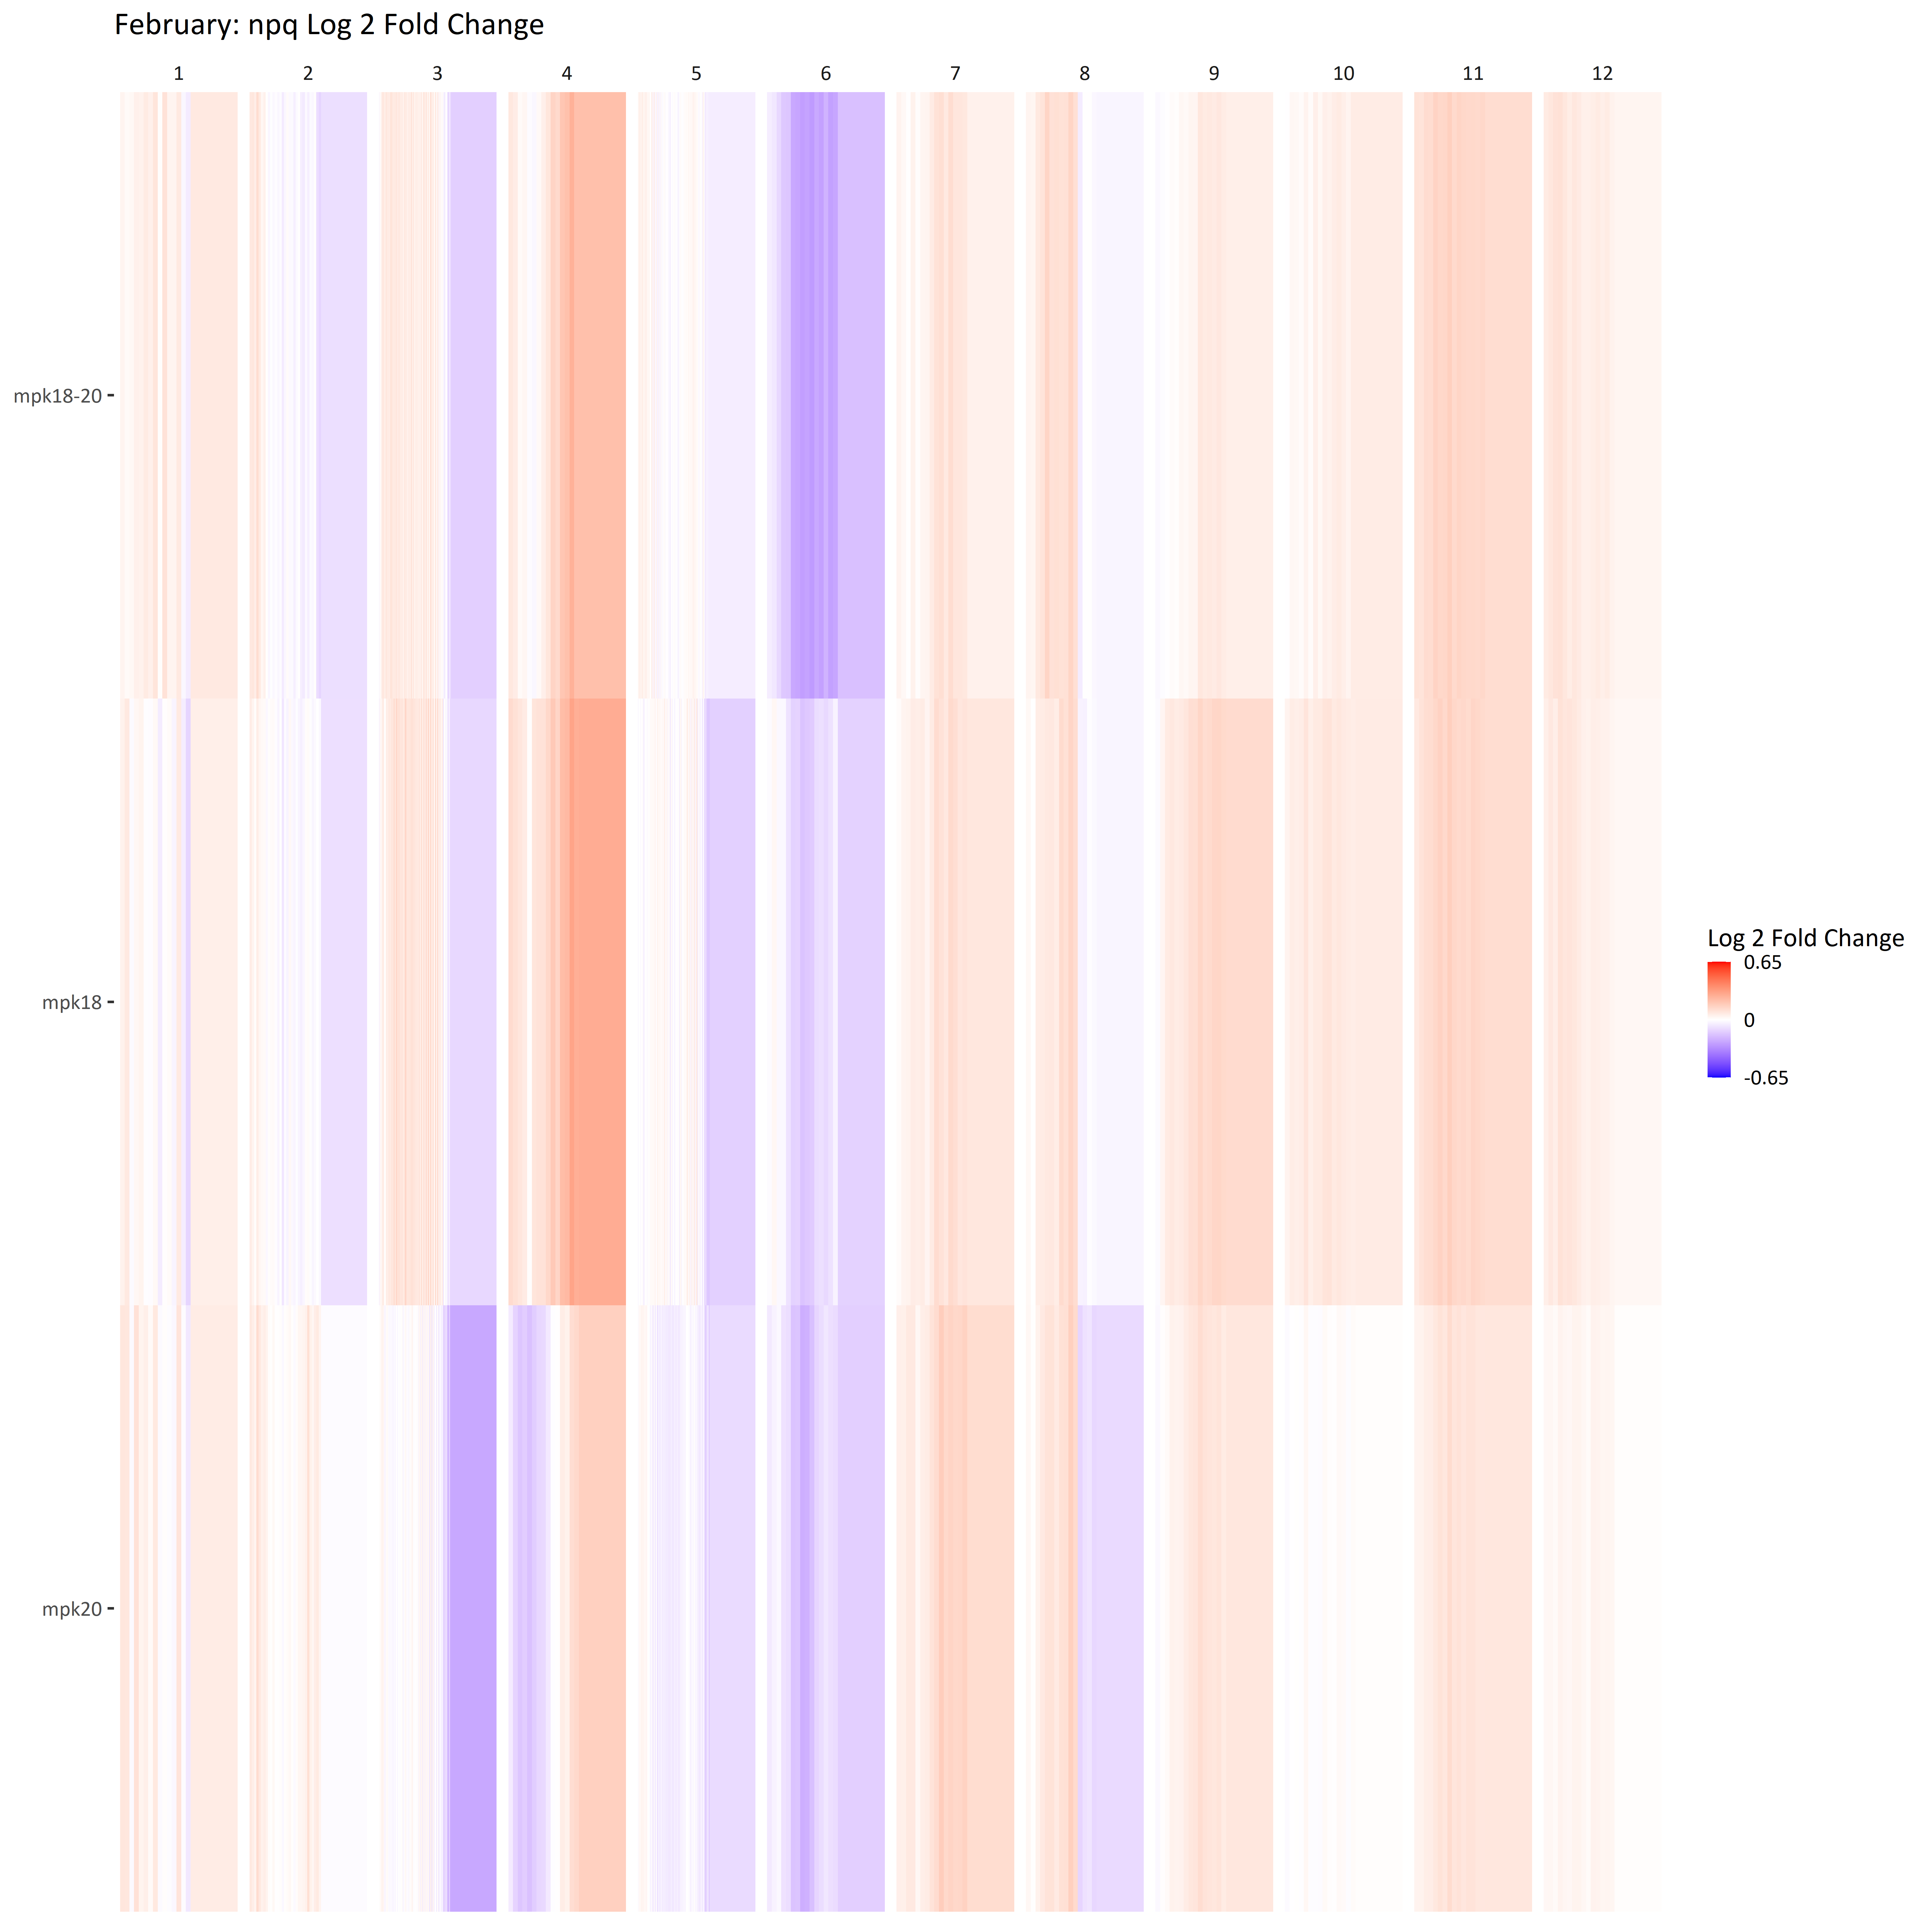 February: npq Log 2 Fold Change
1 2 3 4 5 6 7 8 9 10 11 12
mpk18-20
mpk18
mpk20
Log 2 Fold Change
0.65
0
-0.65